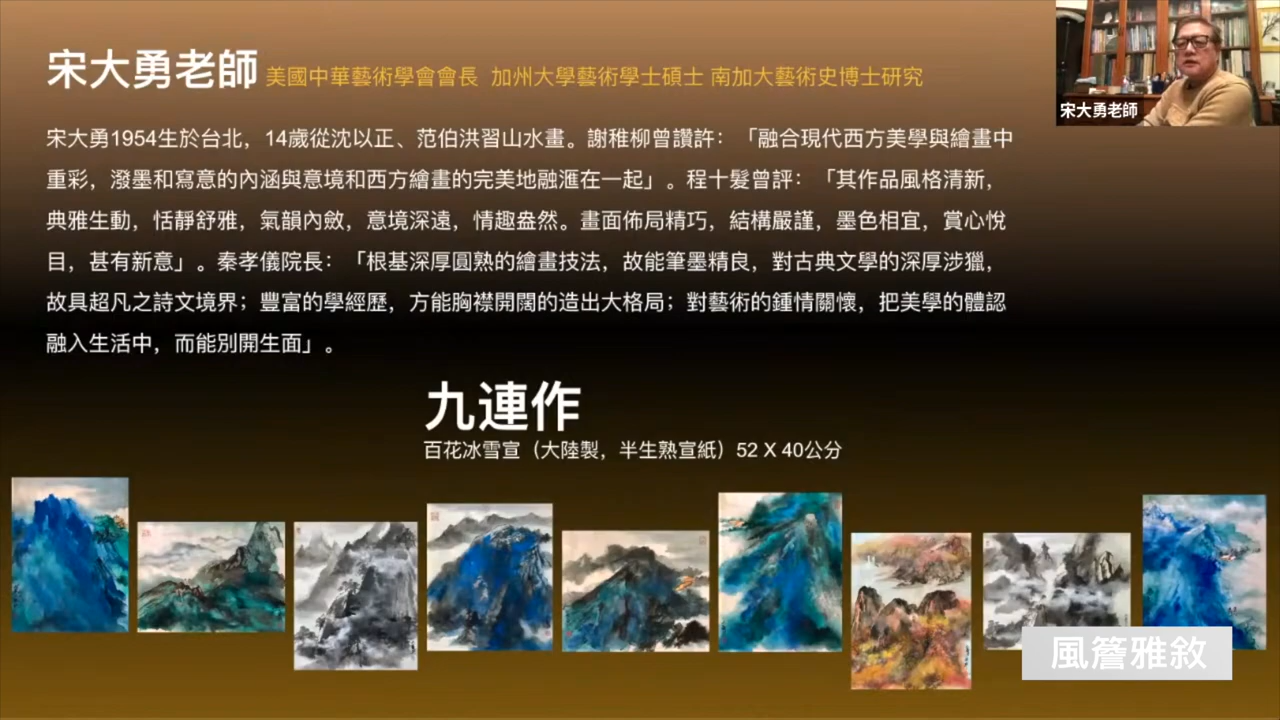 宋大勇老師 美國中華藝術學會會長 加州大學藝術學士碩士 南加大藝術史博士研究
宋大勇老師
宋大勇1954生於台北，14歲從沈以正、范伯洪習山水畫。謝稚柳曾讚許：「融合現代西方美學與繪畫中
重彩，潑墨和寫意的內涵與意境和西方繪畫的完美地融滙在一起」。程十髮曾評：「其作品風格清新，
典雅生動，恬靜舒雅，氣韻內斂，意境深遠，情趣盎然。畫面佈局精巧，結構嚴謹，墨色相宜，賞心悅
目，甚有新意」。秦孝儀院長：「根基深厚圓熟的繪畫技法，故能筆墨精良，對古典文學的深厚涉獵，
故具超凡之詩文境界；豐富的學經歷，方能胸襟開闊的造出大格局；對藝術的鍾情關懷，把美學的體認
融入生活中，而能別開生面」。
九連作
百花冰雪宣（大陸製，半生熟宣紙）52 X 40公分
風簷雅敘